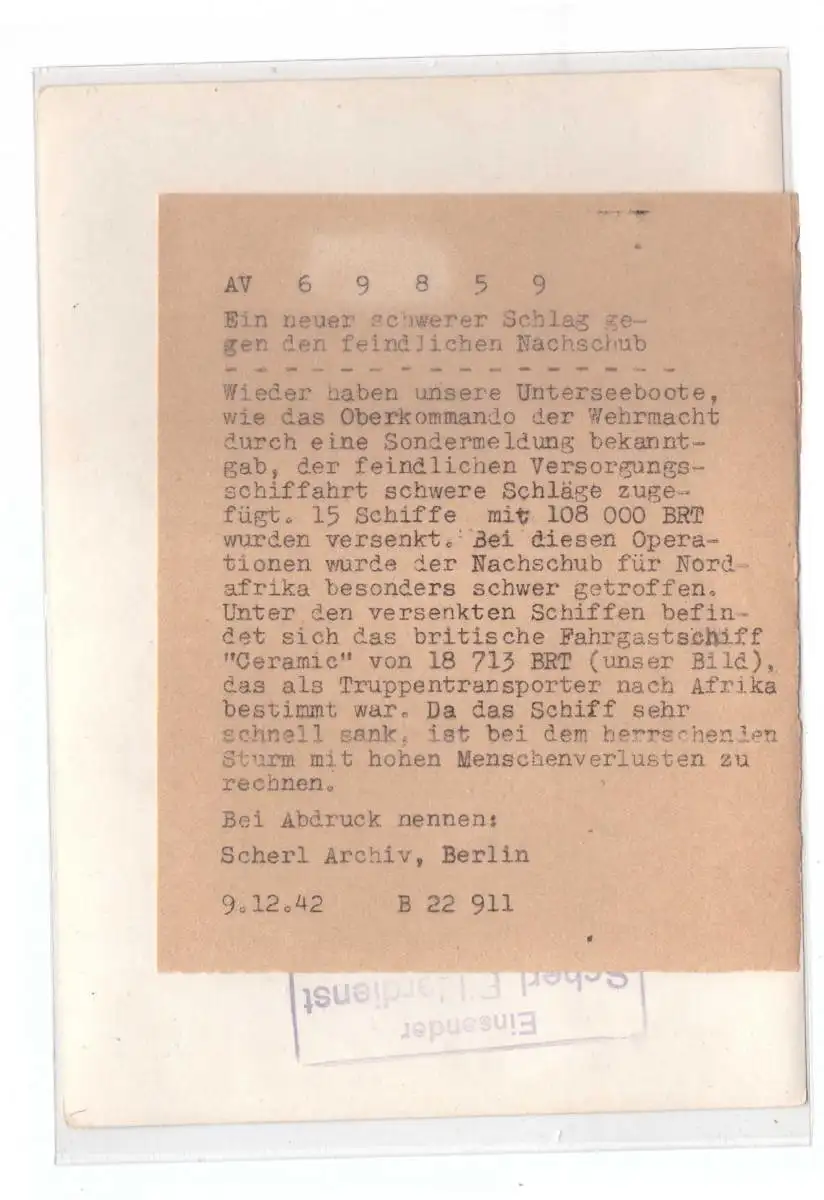 AV 6 9 8 5 9
Ein neuer schwerer Schlag ge-
gen den feindlichen Nachschub
- - - - - - - - - - - - - - - -
Wieder haben unsere Unterseeboote,
wie das Oberkommando der Wehrmacht
durch eine Sondermeldung bekannt-
gab, der feindlichen Versorgungs-
schiffahrt schwere Schläge zuge-
fügt. 15 Schiffe mit 108 000 BRT
wurden versenkt. Bei diesen Opera-
tionen wurde der Nachschub für Nord-
afrika besonders schwer getroffen.
Unter den versenkten Schiffen befin-
det sich das britische Fahrgastschiff
"Ceramic" von 18 713 BRT (unser Bild),
das als Truppentransporter nach Afrika
bestimmt war. Da das Schiff sehr
schnell sank, ist bei dem herrschenden
Sturm mit hohen Menschenverlusten zu
rechnen.
Bei Abdruck nennen:
Scherl Archiv, Berlin
9.12.42 B 22 911
Einsender
Scherl Bilderdienst